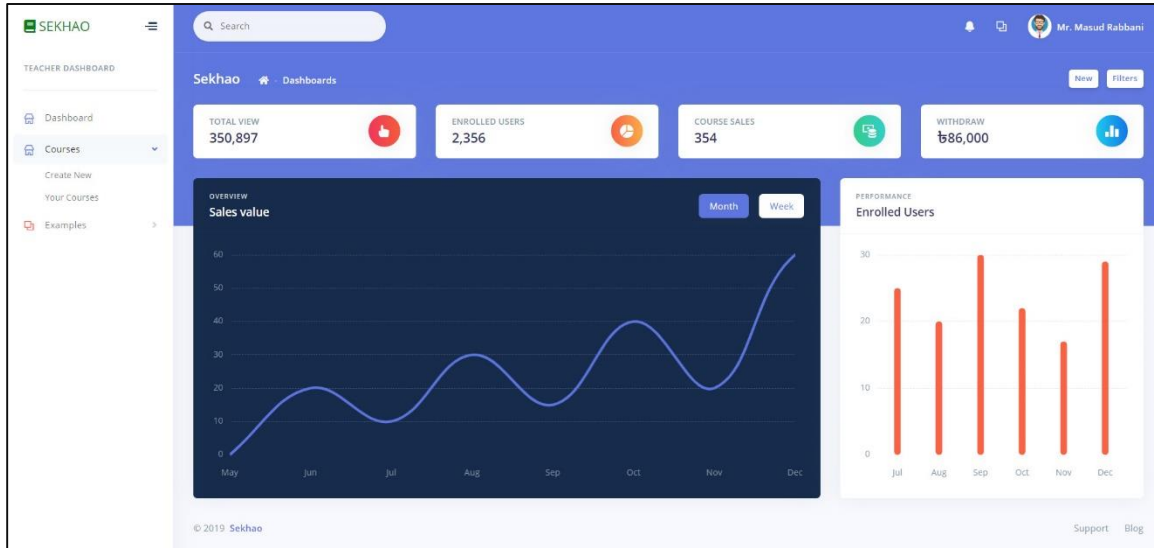 SEKHAO
TEACHER DASHBOARD
Dashboard
Courses
Create New
Your Courses
Examples
Search
Mr. Masud Rabbani
Sekhao - Dashboards
New Filters
TOTAL VIEW
350,897
ENROLLED USERS
2,356
COURSE SALES
354
WITHDRAW
৳86,000
OVERVIEW
Sales value
Month Week
60
50
40
30
20
10
0
May Jun Jul Aug Sep Oct Nov Dec
PERFORMANCE
Enrolled Users
30
20
10
0
Jul Aug Sep Oct Nov Dec
© 2019 Sekhao
Support Blog